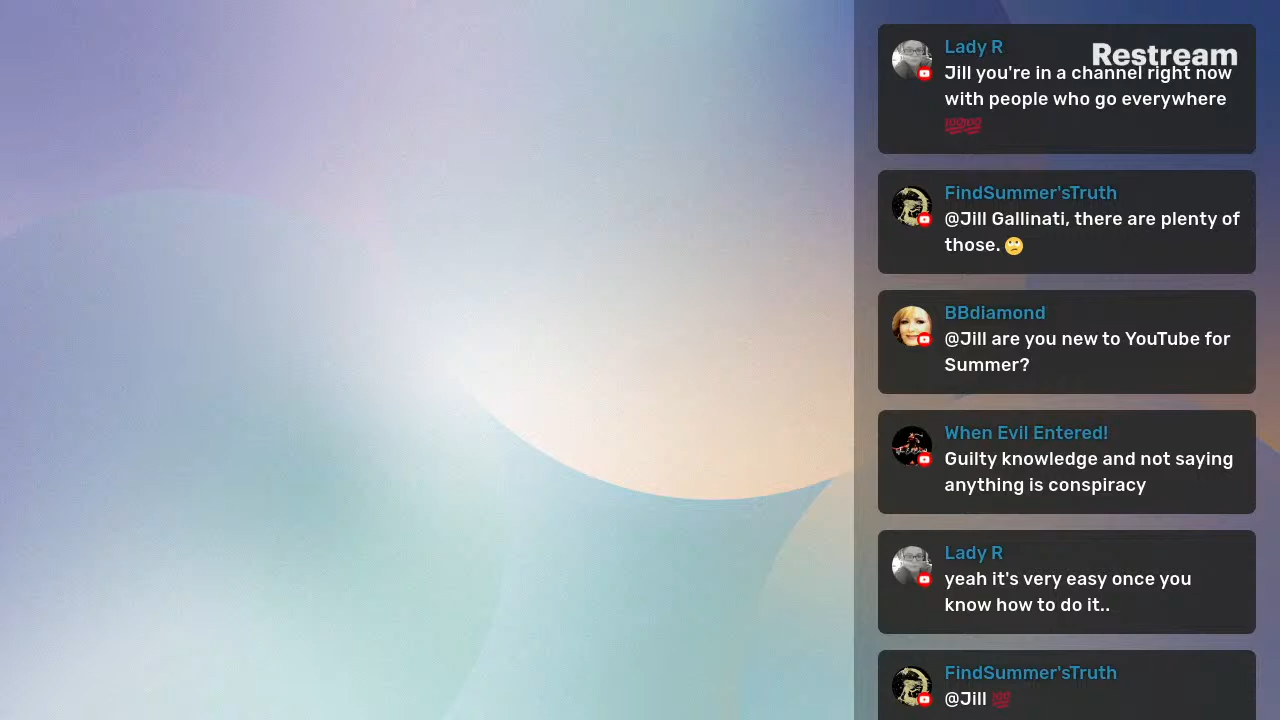 Restream
Lady R
Jill you're in a channel right now
with people who go everywhere
💯💯
FindSummer'sTruth
@Jill Gallinati, there are plenty of
those. 🙄
BBdiamond
@Jill are you new to YouTube for
Summer?
When Evil Entered!
Guilty knowledge and not saying
anything is conspiracy
Lady R
yeah it's very easy once you
know how to do it..
FindSummer'sTruth
@Jill 💯